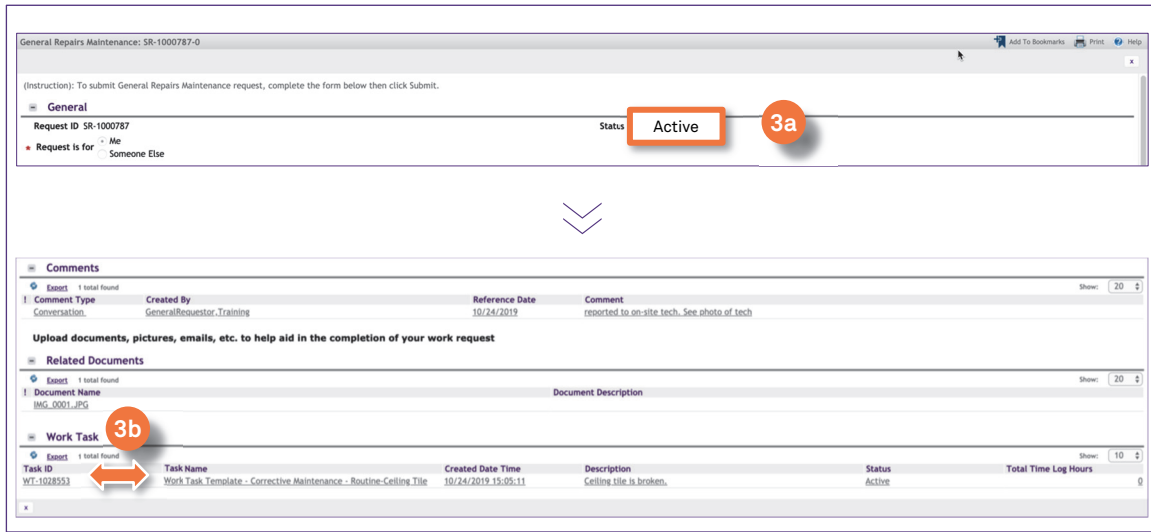 General Repairs Maintenance: SR-1000787-0 Add To Bookmarks Print Help
x
(Instruction): To submit General Repairs Maintenance request, complete the form below then click Submit.
General
Request ID SR-1000787 Status Active 3a
* Request is for Me
Someone Else
Comments
Export 1 total found Show: 20
! Comment Type Created By Reference Date Comment
Conversation GeneralRequestor,Training 10/24/2019 reported to on-site tech. See photo of tech
Upload documents, pictures, emails, etc. to help aid in the completion of your work request
Related Documents
Export 1 total found Show: 20
! Document Name Document Description
IMG_0001.JPG
Work Task 3b
Export 1 total found Show: 10
Task ID Task Name Created Date Time Description Status Total Time Log Hours
WT-1028553 Work Task Template - Corrective Maintenance - Routine-Ceiling Tile 10/24/2019 15:05:11 Ceiling tile is broken. Active 0
x